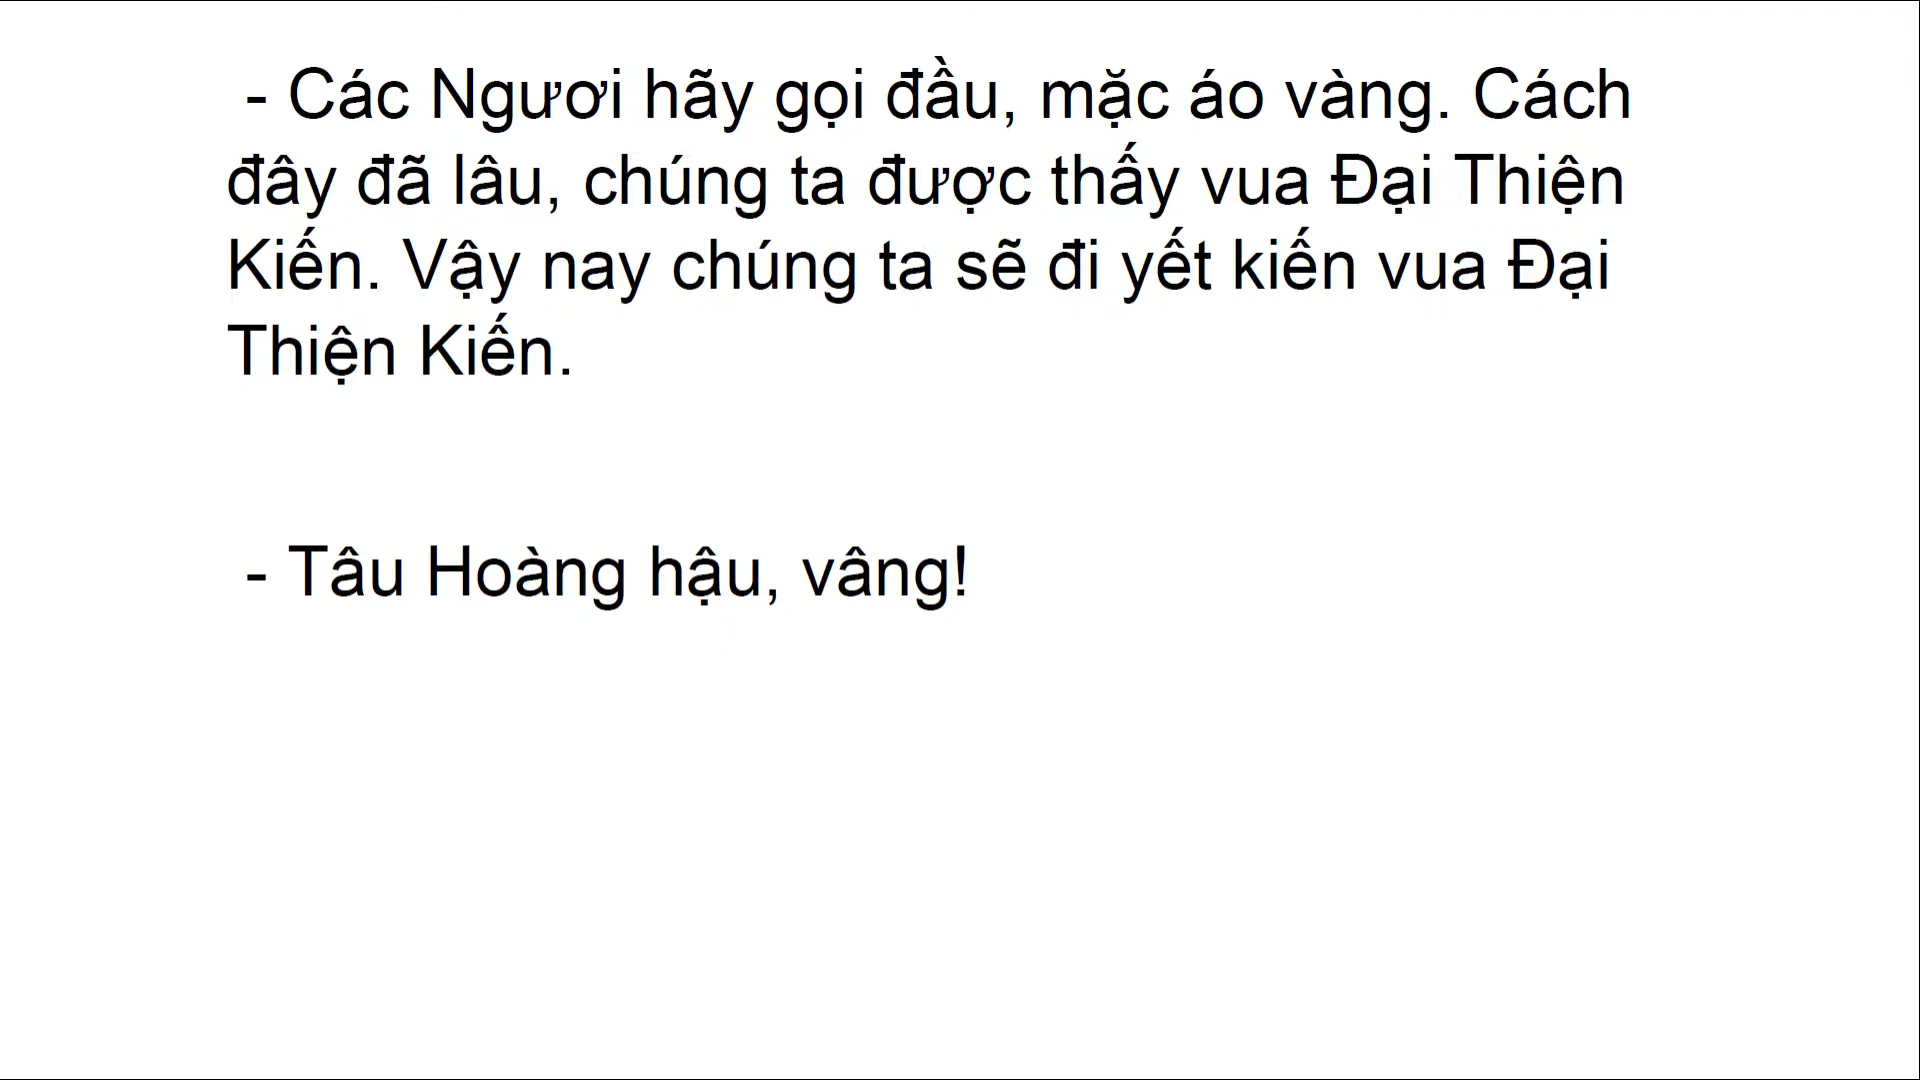 - Các Ngươi hãy gọi đầu, mặc áo vàng. Cách
đây đã lâu, chúng ta được thấy vua Đại Thiện
Kiến. Vậy nay chúng ta sẽ đi yết kiến vua Đại
Thiện Kiến.
- Tâu Hoàng hậu, vâng!